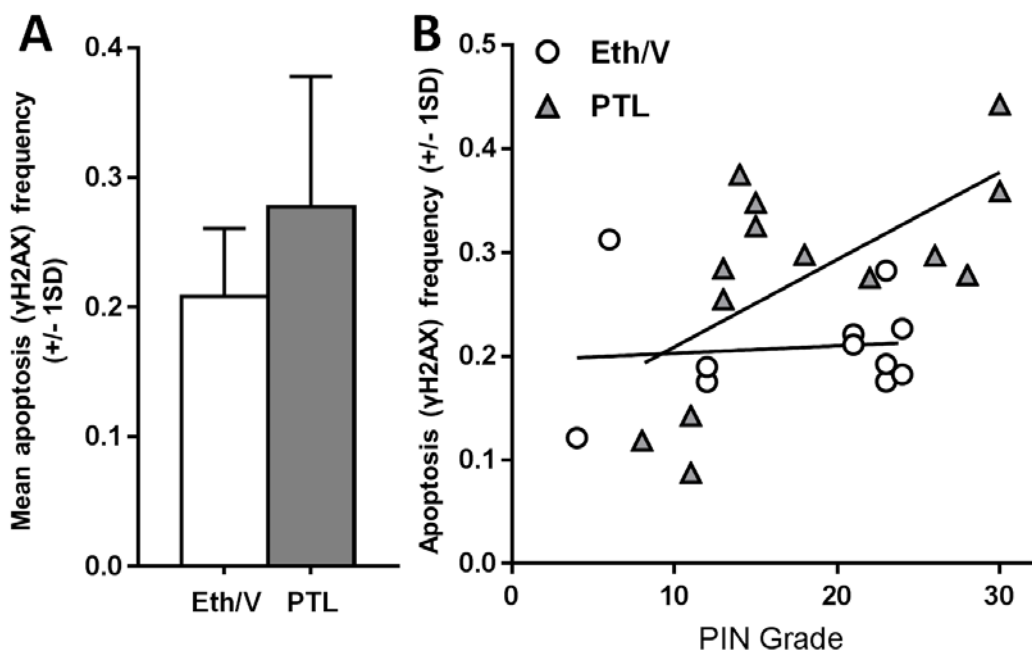 A
Mean apoptosis (γH2AX) frequency
(+/- 1SD)
0.4
0.3
0.2
0.1
0.0
Eth/V
PTL
B
Apoptosis (γH2AX) frequency (+/- 1SD)
Eth/V
PTL
0.5
0.4
0.3
0.2
0.1
0.0
0
10
20
30
PIN Grade